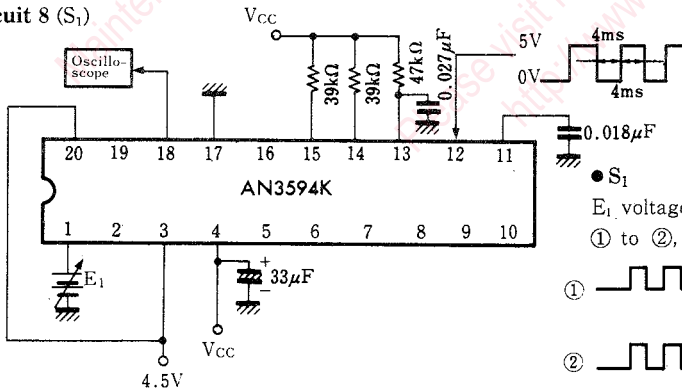 cuit 8 (S₁)
VCC
Oscillo-
scope
39kΩ
39kΩ
47kΩ
0.027μF
5V
0V
4ms
4ms
20 19 18 17 16 15 14 13 12 11
0.018μF
AN3594K
1 2 3 4 5 6 7 8 9 10
E₁
+
33μF
−
VCC
4.5V
● S₁
E₁ voltage
① to ②,
①
②